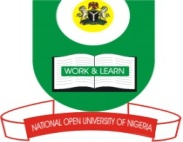 WORK & LEARN
NATIONAL OPEN UNIVERSITY OF NIGERIA